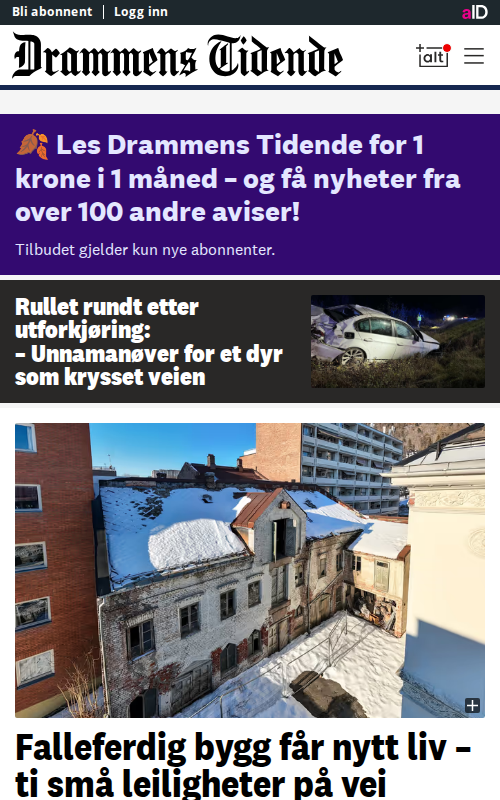 Bli abonnent | Logg inn
aID
Drammens Tidende
+alt
🍂 Les Drammens Tidende for 1
krone i 1 måned – og få nyheter fra
over 100 andre aviser!
Tilbudet gjelder kun nye abonnenter.
Rullet rundt etter
utforkjøring:
– Unnamanøver for et dyr
som krysset veien
Falleferdig bygg får nytt liv –
ti små leiligheter på vei